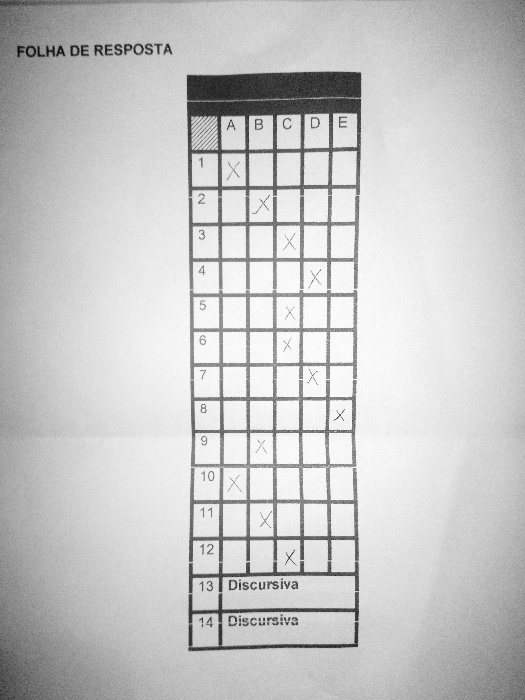 FOLHA DE RESPOSTA
A B C D E
1 X
2 X
3 X
4 X
5 X
6 X
7 X
8 X
9 X
10 X
11 X
12 X
13 Discursiva
14 Discursiva